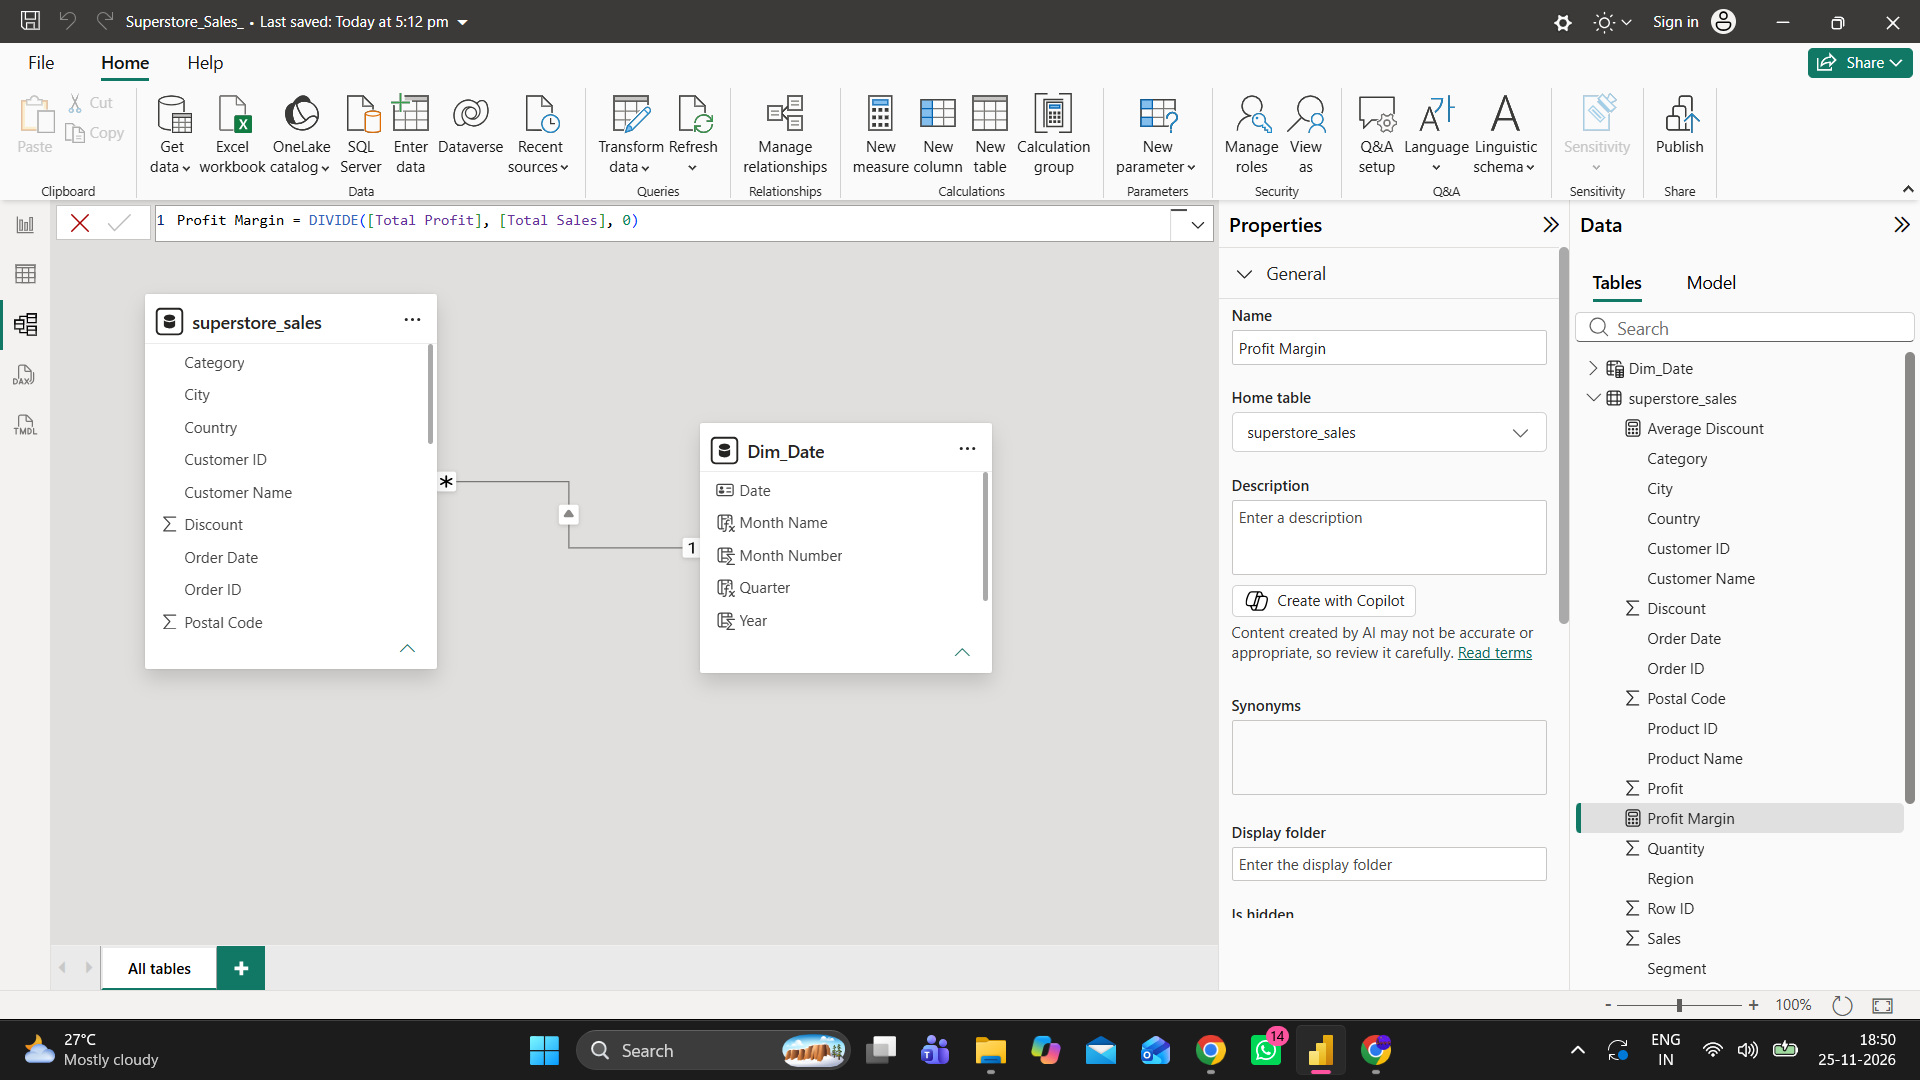 Superstore_Sales_ • Last saved: Today at 5:12 pm
Sign in
File
Home
Help
Share
Paste
Cut
Copy
Clipboard
Get data
Excel workbook
OneLake catalog
SQL Server
Enter data
Dataverse
Recent sources
Data
Transform data
Refresh
Queries
Manage relationships
Relationships
New measure
New column
New table
Calculation group
Calculations
New parameter
Parameters
Manage roles
View as
Security
Q&A setup
Language
Linguistic schema
Q&A
Sensitivity
Sensitivity
Publish
Share
1 Profit Margin = DIVIDE([Total Profit], [Total Sales], 0)
DAX
TMDL
superstore_sales
Category
City
Country
Customer ID
Customer Name
Discount
Order Date
Order ID
Postal Code
*
1
Dim_Date
Date
Month Name
Month Number
Quarter
Year
All tables
Properties
General
Name
Profit Margin
Home table
superstore_sales
Description
Enter a description
Create with Copilot
Content created by AI may not be accurate or
appropriate, so review it carefully. Read terms
Synonyms
Display folder
Enter the display folder
Is hidden
Data
Tables
Model
Search
Dim_Date
superstore_sales
Average Discount
Category
City
Country
Customer ID
Customer Name
Discount
Order Date
Order ID
Postal Code
Product ID
Product Name
Profit
Profit Margin
Quantity
Region
Row ID
Sales
Segment
- + 100%
27°C
Mostly cloudy
Search
14
ENG
IN
18:50
25-11-2026